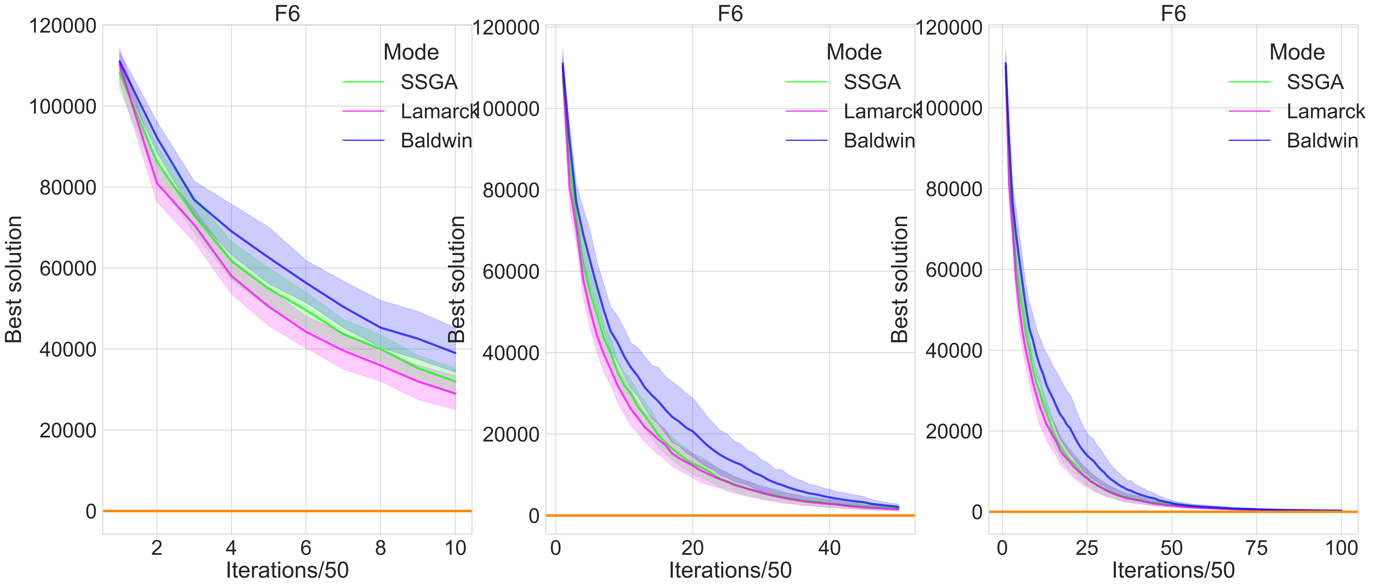 F6
120000
100000
80000
60000
40000
20000
0
Best solution
2
4
6
8
10
Iterations/50
Mode
SSGA
Lamarck
Baldwin
F6
120000
100000
80000
60000
40000
20000
0
Best solution
0
20
40
Iterations/50
Mode
SSGA
Lamarck
Baldwin
F6
120000
100000
80000
60000
40000
20000
0
Best solution
0
25
50
75
100
Iterations/50
Mode
SSGA
Lamarck
Baldwin